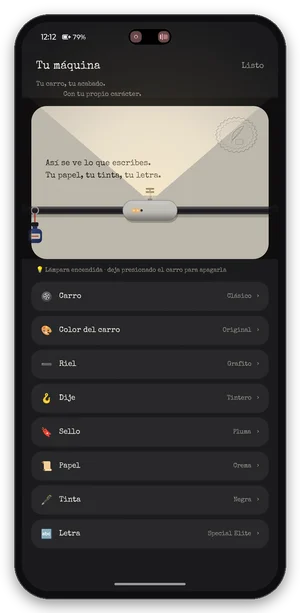 12:12 79%
Tu máquina Listo
Tu carro, tu acabado.
Con tu propio carácter.
Así se ve lo que escribes.
Tu papel, tu tinta, tu letra.
Lámpara encendida · deje presionado el carro para apagarla
Carro Clásico ›
Color del carro Original ›
Riel Grafito ›
Dije Tintero ›
Sello Pluma ›
Papel Crema ›
Tinta Negra ›
Letra Special Elite ›